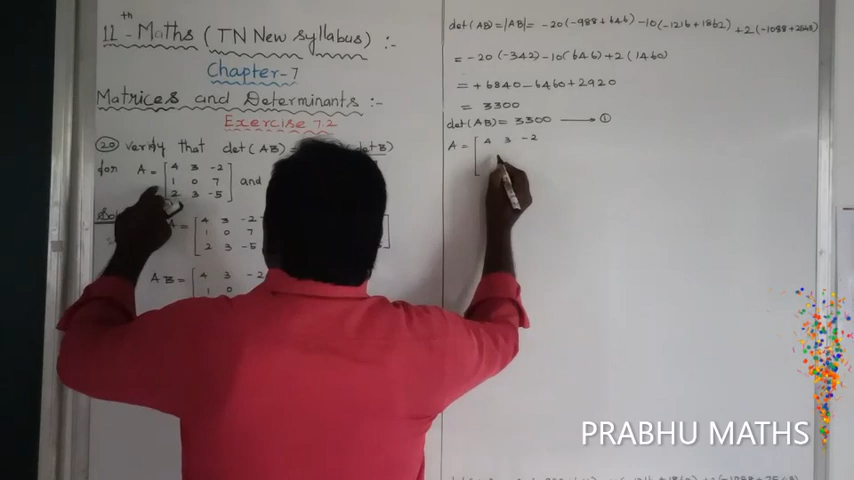 11th - Maths (TN New syllabus) :-
Chapter-7
Matrices and Determinants :-
Exercise 7.2
20) Verify that det(AB) = det B)
for A = [ 4 3 -2
1 0 7
2 3 -5 ] and
= [ 4 3 -2
1 0 7
2 3 -5
AB = [ 4 3 -2
1 0
det(AB) = |AB| = -20(-988+646) -10(-1216+1862) +2(-1088+2548)
= -20(-342) -10(646) +2(1460)
= +6840 -6460 +2920
= 3300
det(AB) = 3300 → ①
A = [ 4 3 -2
PRABHU MATHS